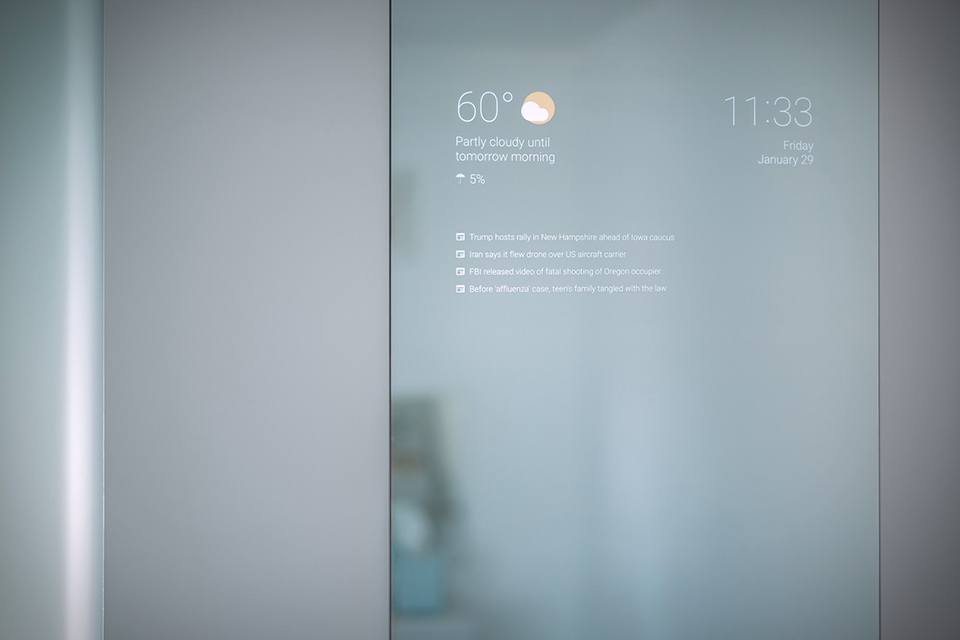 60°
Partly cloudy until
tomorrow morning
5%
11:33
Friday
January 29
Trump hosts rally in New Hampshire ahead of Iowa caucus
Iran says it flew drone over US aircraft carrier
FBI released video of fatal shooting of Oregon occupier
Before 'affluenza' case, teen's family tangled with the law